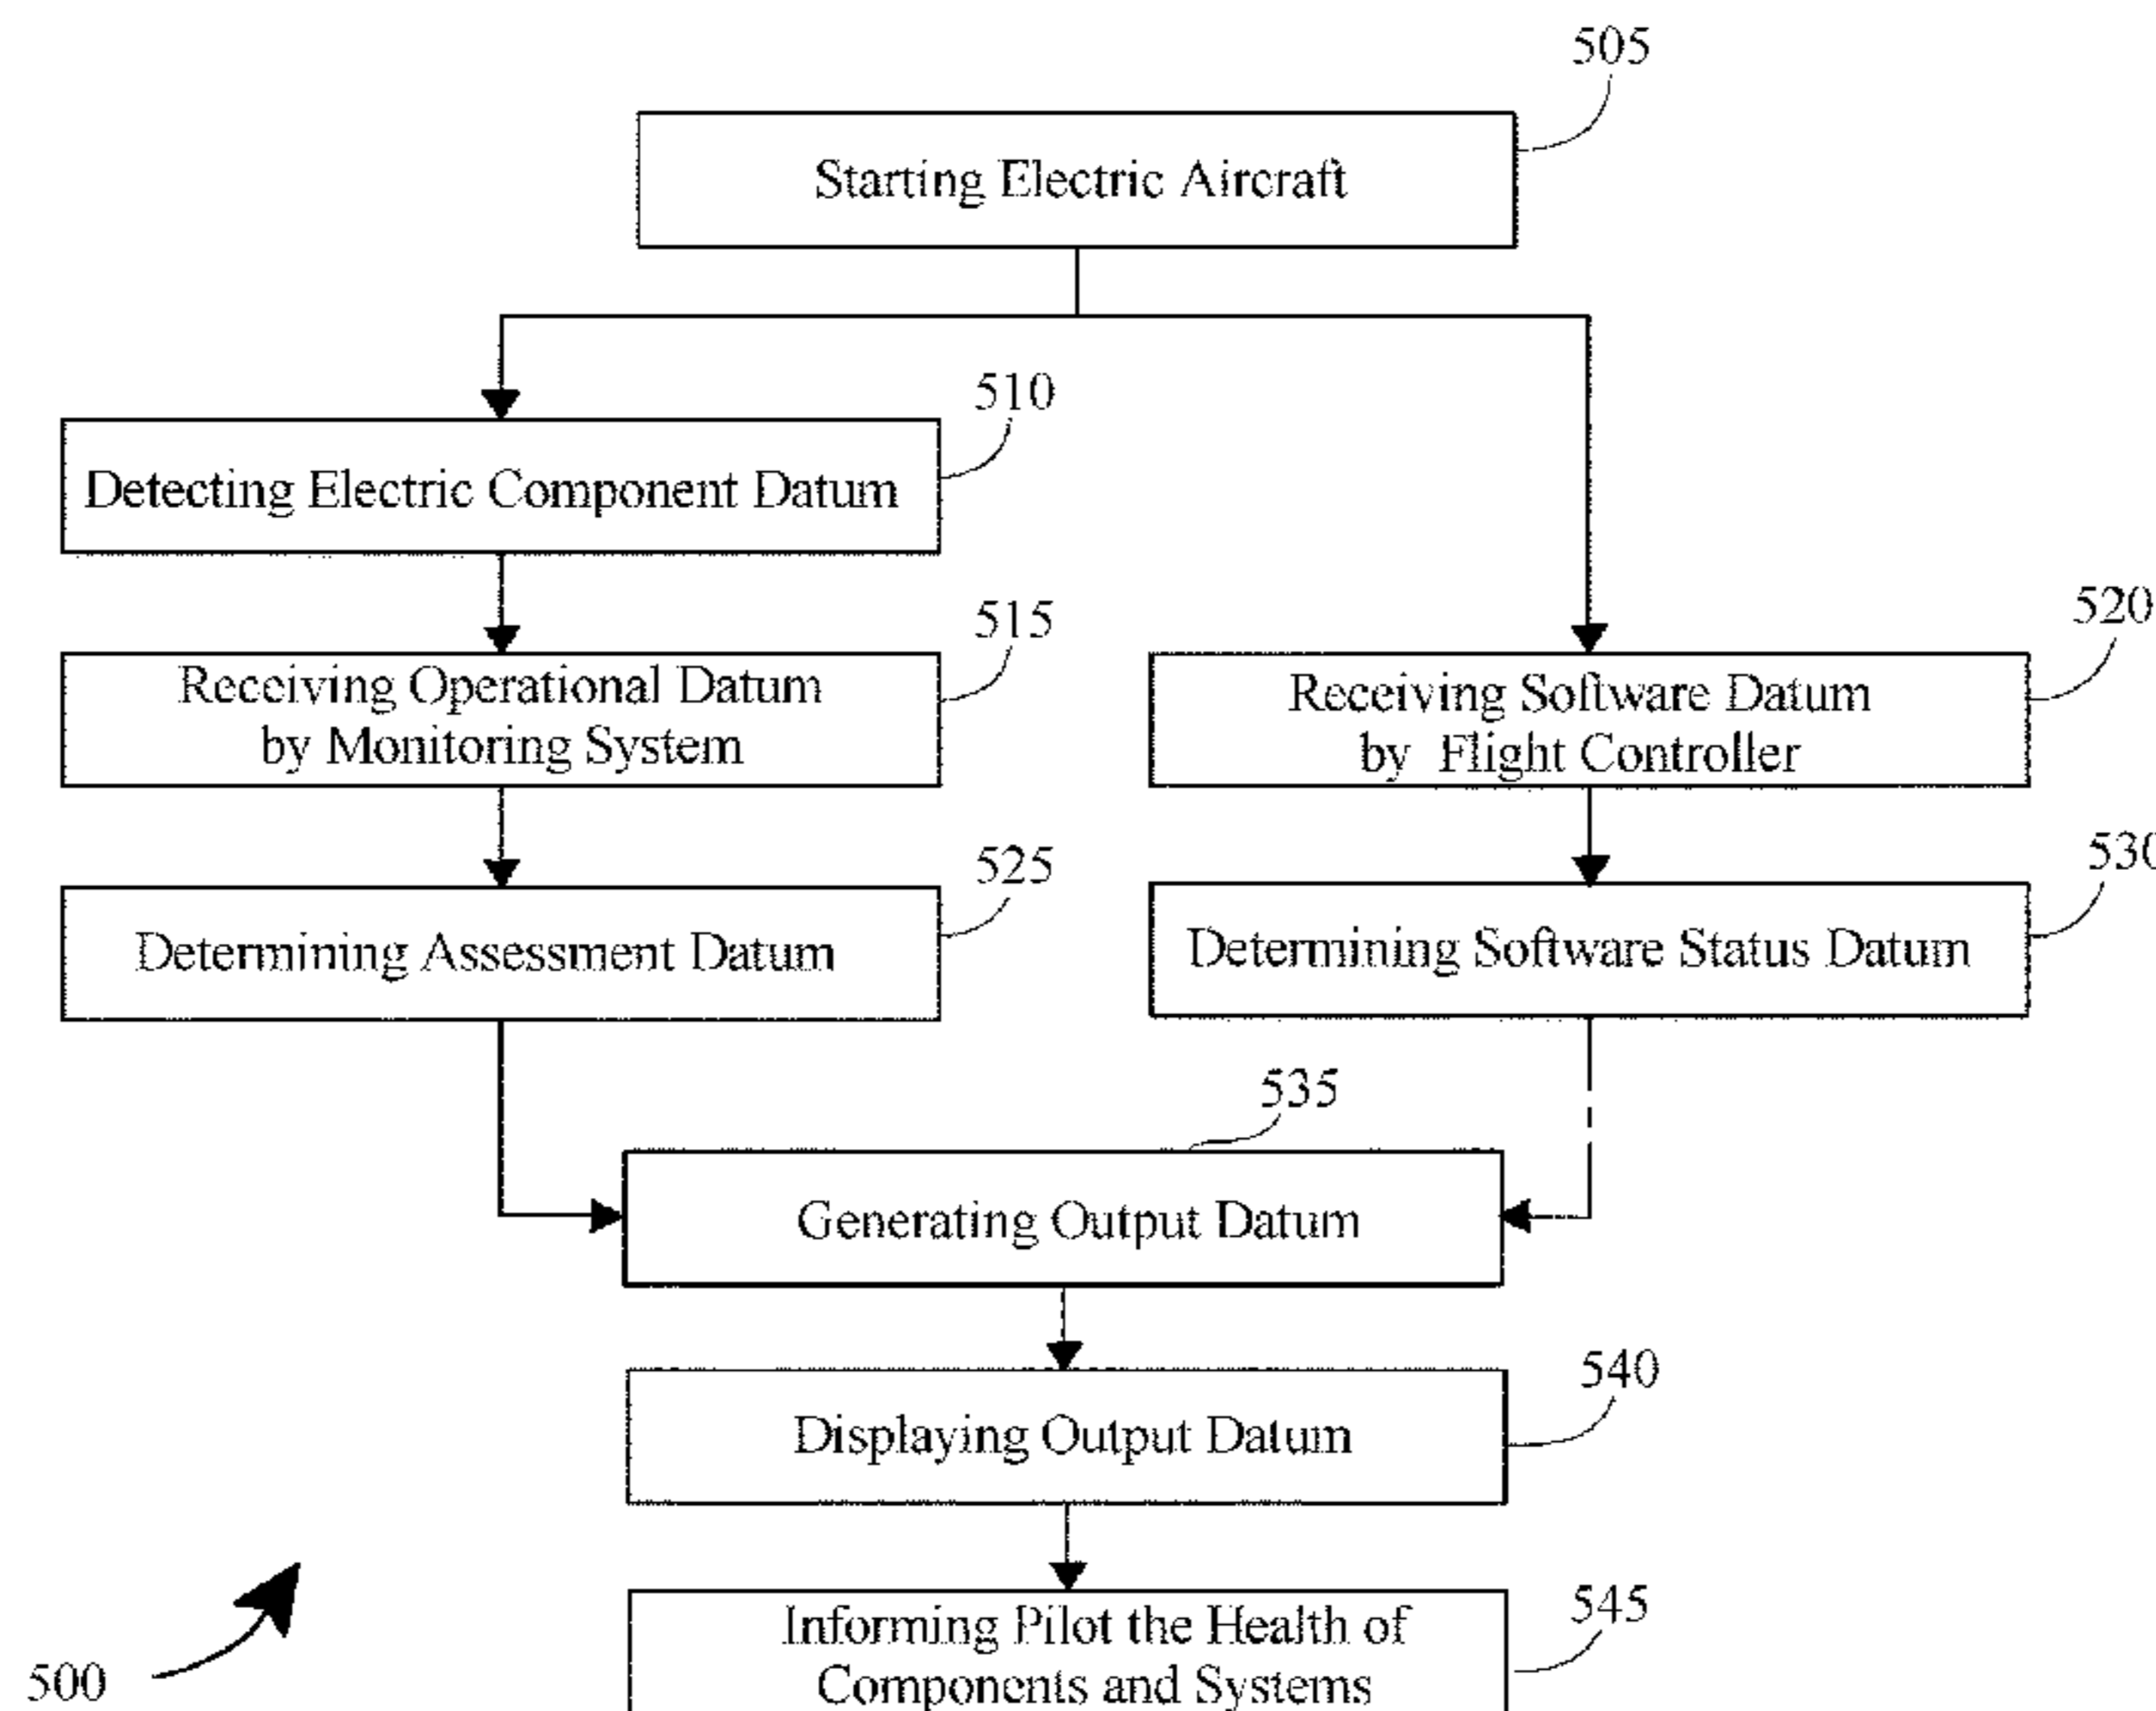 505
Starting Electric Aircraft
510
Detecting Electric Component Datum
515
Receiving Operational Datum
by Monitoring System
520
Receiving Software Datum
by Flight Controller
525
Determining Assessment Datum
530
Determining Software Status Datum
535
Generating Output Datum
540
Displaying Output Datum
545
Informing Pilot the Health of
Components and Systems
500